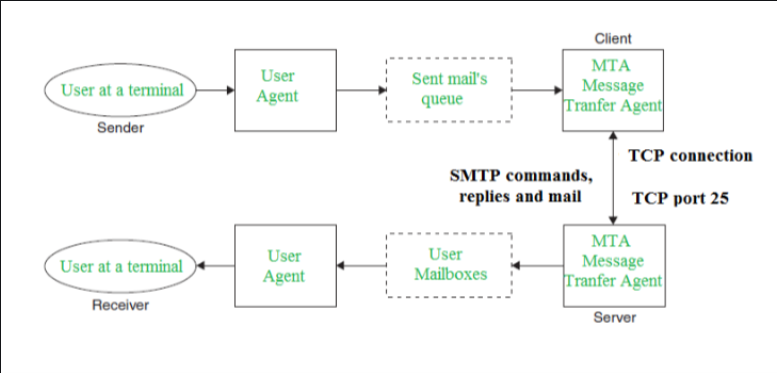 Client
User at a terminal
User
Agent
Sent mail's
queue
MTA
Message
Tranfer Agent
Sender
TCP connection
SMTP commands,
replies and mail
TCP port 25
User at a terminal
User
Agent
User
Mailboxes
MTA
Message
Tranfer Agent
Receiver
Server